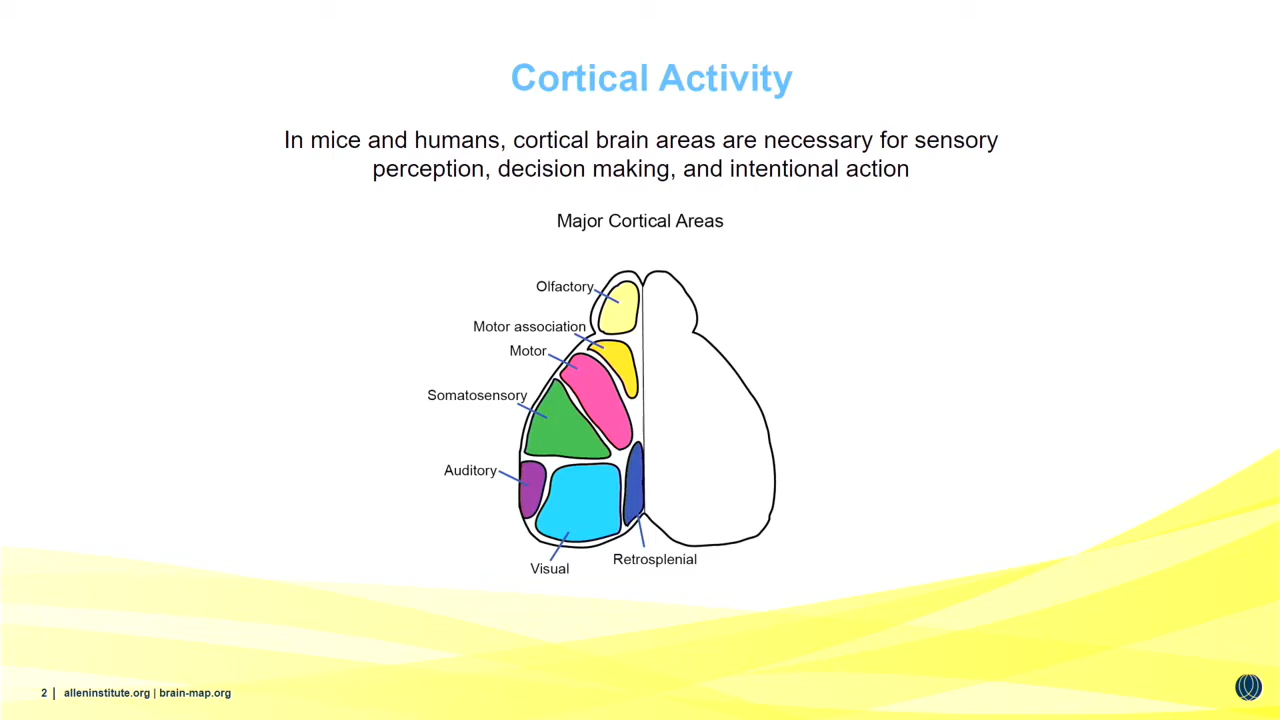 Cortical Activity
In mice and humans, cortical brain areas are necessary for sensory
perception, decision making, and intentional action
Major Cortical Areas
Olfactory
Motor association
Motor
Somatosensory
Auditory
Retrosplenial
Visual
2 | alleninstitute.org | brain-map.org